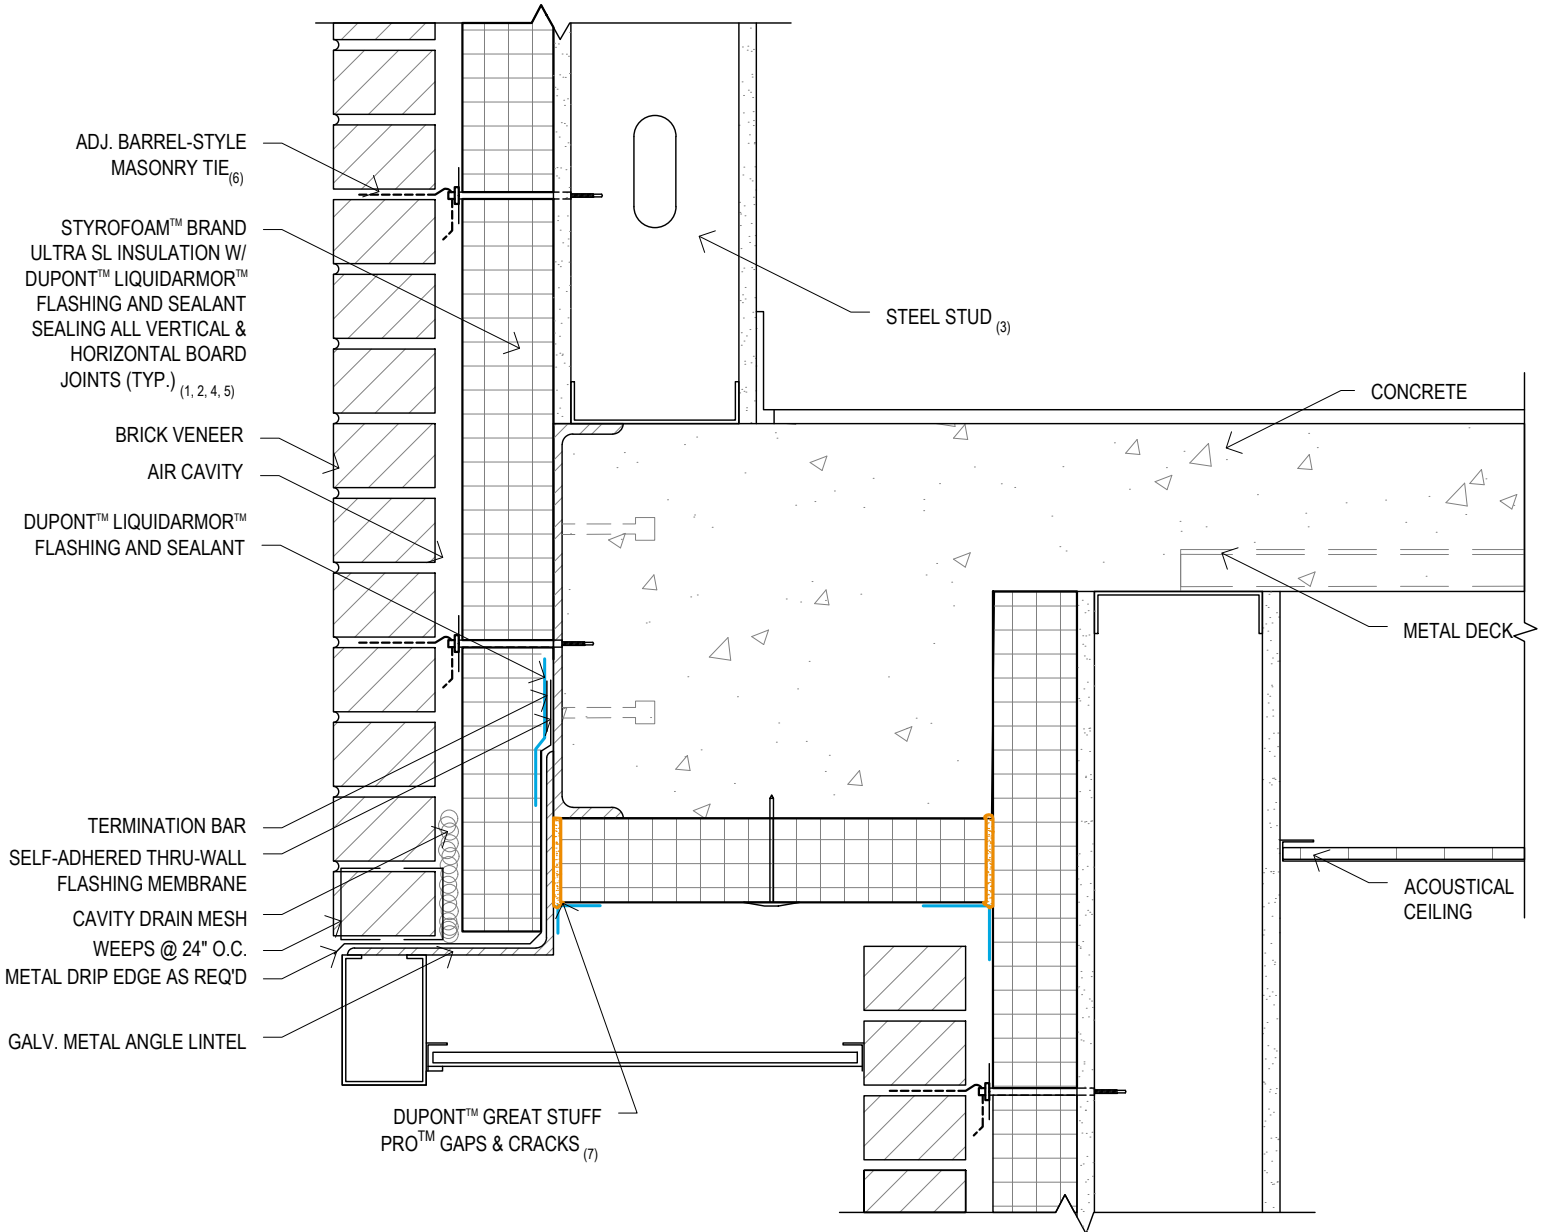 ADJ. BARREL-STYLE
MASONRY TIE(6)
STYROFOAM™ BRAND
ULTRA SL INSULATION W/
DUPONT™ LIQUIDARMOR™
FLASHING AND SEALANT
SEALING ALL VERTICAL &
HORIZONTAL BOARD
JOINTS (TYP.) (1, 2, 4, 5)
BRICK VENEER
AIR CAVITY
DUPONT™ LIQUIDARMOR™
FLASHING AND SEALANT
TERMINATION BAR
SELF-ADHERED THRU-WALL
FLASHING MEMBRANE
CAVITY DRAIN MESH
WEEPS @ 24" O.C.
METAL DRIP EDGE AS REQ'D
GALV. METAL ANGLE LINTEL
DUPONT™ GREAT STUFF
PRO™ GAPS & CRACKS (7)
STEEL STUD (3)
CONCRETE
METAL DECK
ACOUSTICAL
CEILING